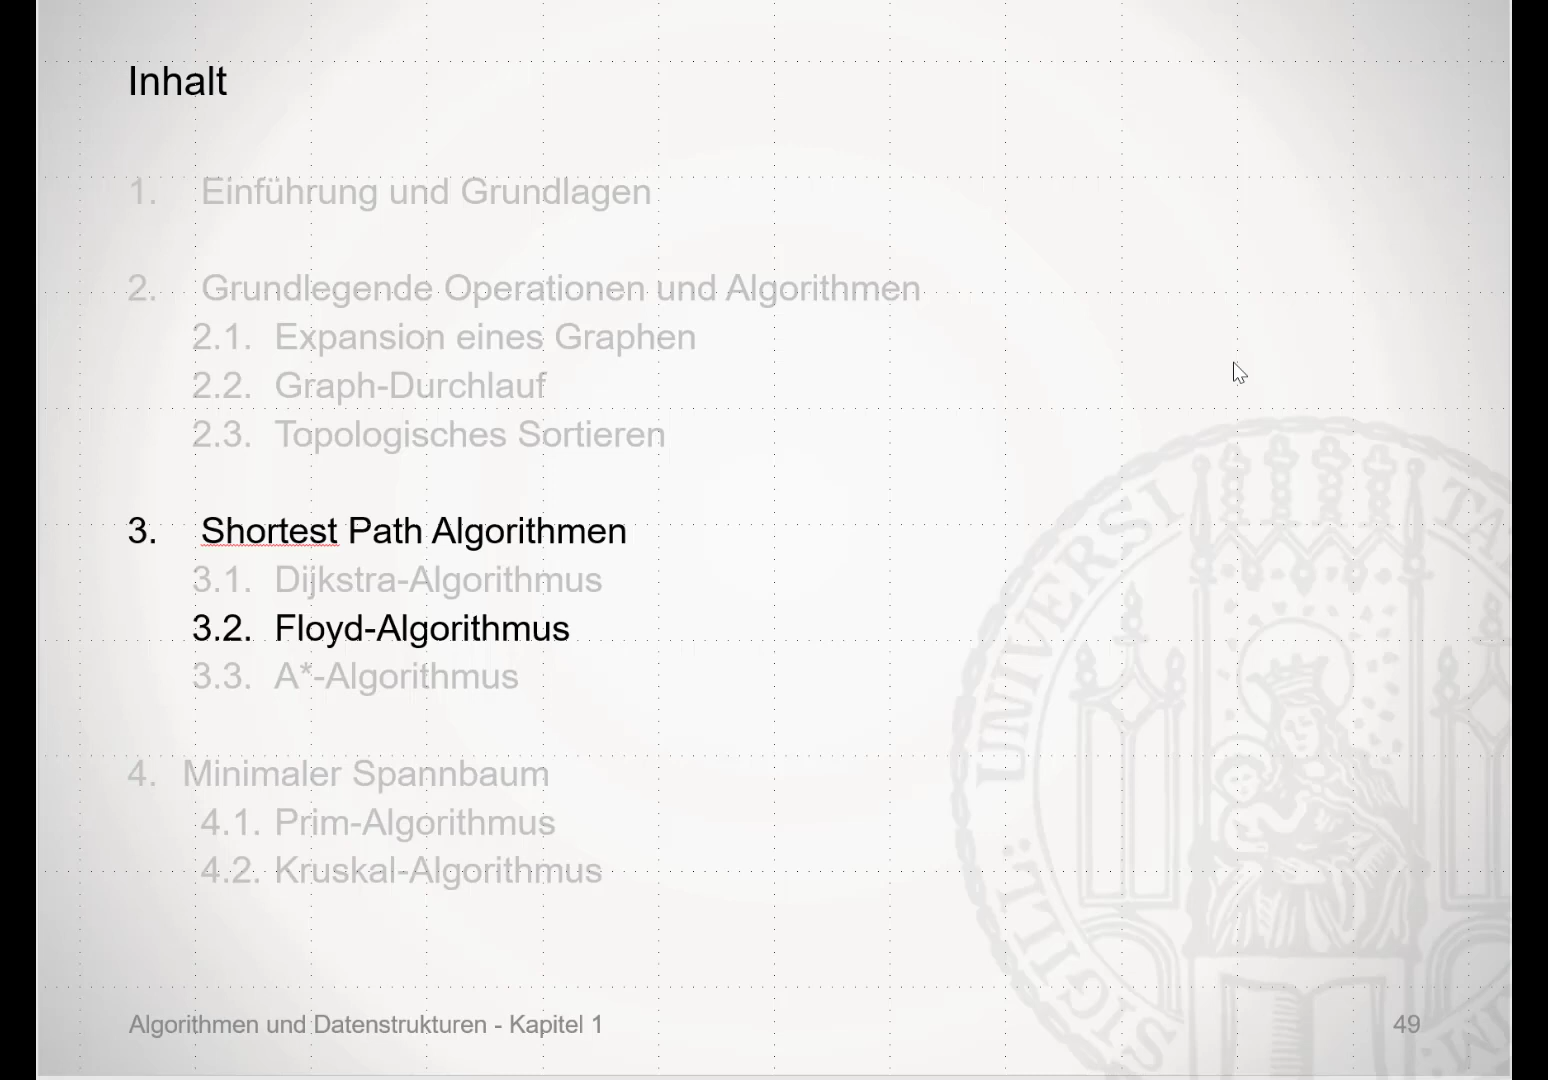 Inhalt
1. Einführung und Grundlagen
2. Grundlegende Operationen und Algorithmen
2.1. Expansion eines Graphen
2.2. Graph-Durchlauf
2.3. Topologisches Sortieren
3. Shortest Path Algorithmen
3.1. Dijkstra-Algorithmus
3.2. Floyd-Algorithmus
3.3. A*-Algorithmus
4. Minimaler Spannbaum
4.1. Prim-Algorithmus
4.2. Kruskal-Algorithmus
UNIVERSI
SIGILL:
Algorithmen und Datenstrukturen - Kapitel 1
49